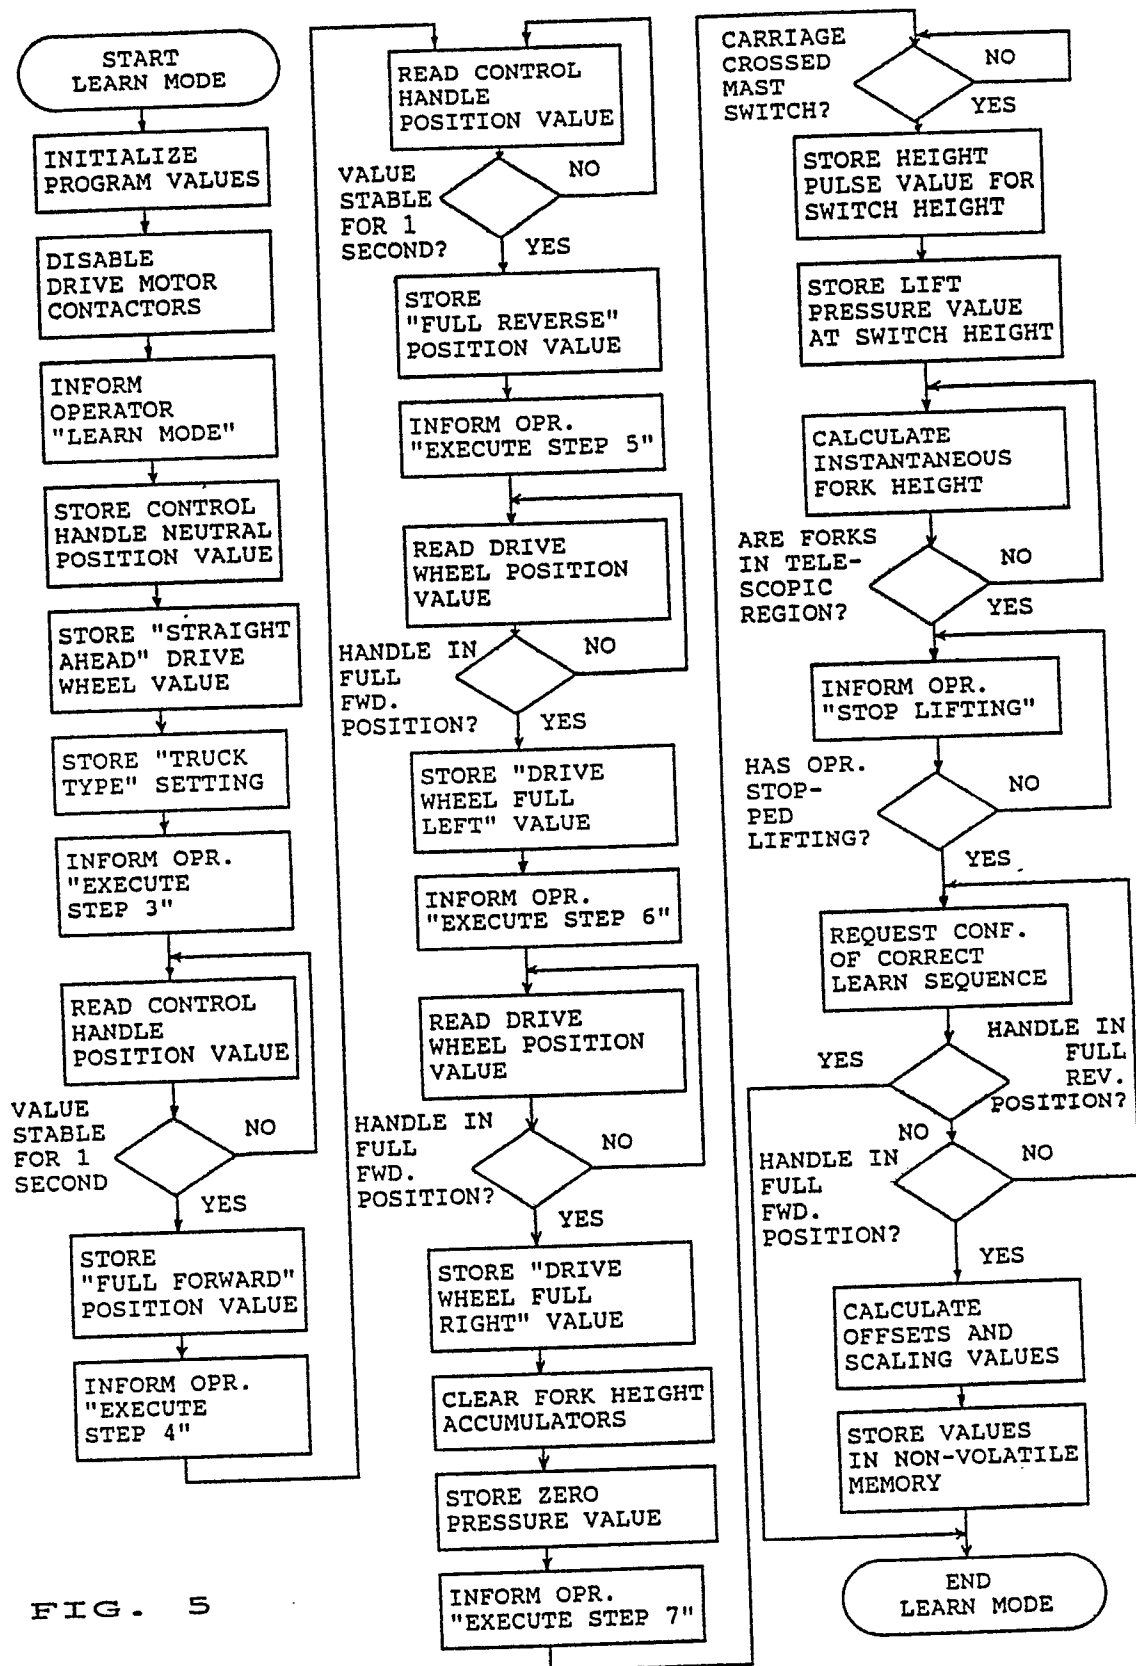 START
LEARN MODE
INITIALIZE
PROGRAM VALUES
DISABLE
DRIVE MOTOR
CONTACTORS
INFORM
OPERATOR
"LEARN MODE"
STORE CONTROL
HANDLE NEUTRAL
POSITION VALUE
STORE "STRAIGHT
AHEAD" DRIVE
WHEEL VALUE
STORE "TRUCK
TYPE" SETTING
INFORM OPR.
"EXECUTE
STEP 3"
READ CONTROL
HANDLE
POSITION VALUE
VALUE
STABLE
FOR 1
SECOND
NO
YES
STORE
"FULL FORWARD"
POSITION VALUE
INFORM OPR.
"EXECUTE
STEP 4"
READ CONTROL
HANDLE
POSITION VALUE
VALUE
STABLE
FOR 1
SECOND?
NO
YES
STORE
"FULL REVERSE"
POSITION VALUE
INFORM OPR.
"EXECUTE STEP 5"
READ DRIVE
WHEEL POSITION
VALUE
HANDLE IN
FULL
FWD.
POSITION?
NO
YES
STORE "DRIVE
WHEEL FULL
LEFT" VALUE
INFORM OPR.
"EXECUTE STEP 6"
READ DRIVE
WHEEL POSITION
VALUE
HANDLE IN
FULL
FWD.
POSITION?
NO
YES
STORE "DRIVE
WHEEL FULL
RIGHT" VALUE
CLEAR FORK HEIGHT
ACCUMULATORS
STORE ZERO
PRESSURE VALUE
INFORM OPR.
"EXECUTE STEP 7"
CARRIAGE
CROSSED
MAST
SWITCH?
NO
YES
STORE HEIGHT
PULSE VALUE FOR
SWITCH HEIGHT
STORE LIFT
PRESSURE VALUE
AT SWITCH HEIGHT
CALCULATE
INSTANTANEOUS
FORK HEIGHT
ARE FORKS
IN TELE-
SCOPIC
REGION?
NO
YES
INFORM OPR.
"STOP LIFTING"
HAS OPR.
STOP-
PED
LIFTING?
NO
YES
REQUEST CONF.
OF CORRECT
LEARN SEQUENCE
HANDLE IN
FULL
REV.
POSITION?
YES
NO
HANDLE IN
FULL
FWD.
POSITION?
NO
YES
CALCULATE
OFFSETS AND
SCALING VALUES
STORE VALUES
IN NON-VOLATILE
MEMORY
END
LEARN MODE
FIG. 5